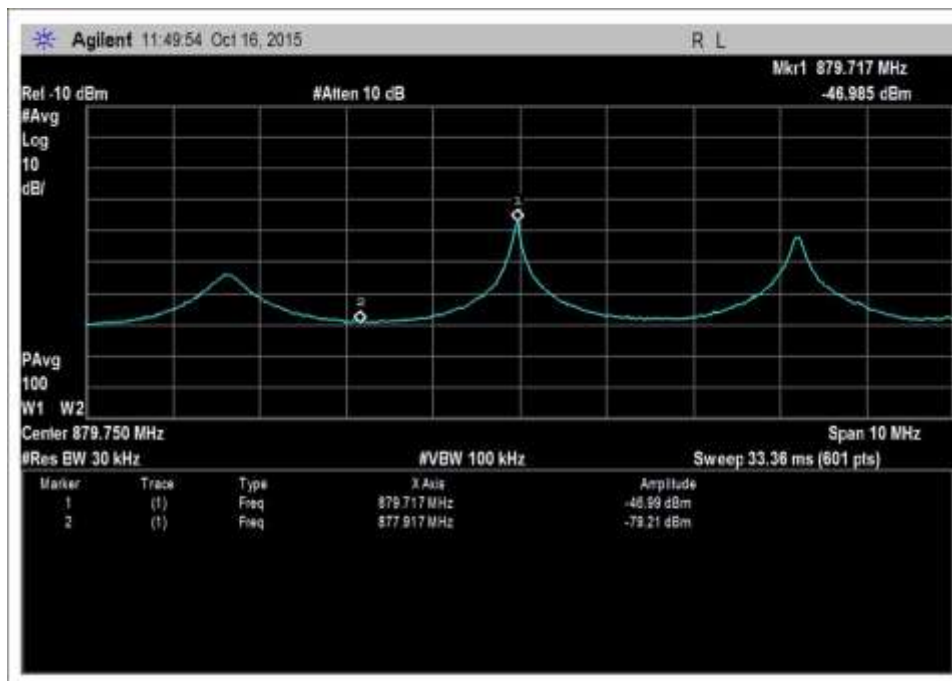 Agilent 11:49:54 Oct 16, 2015 R L
Mkr1 879.717 MHz
Ref -10 dBm #Atten 10 dB -46.985 dBm
#Avg
Log
10
dB/
1
2
PAvg
100
W1 W2
Center 879.750 MHz Span 10 MHz
#Res BW 30 kHz #VBW 100 kHz Sweep 33.36 ms (601 pts)
Marker Trace Type X Axis Amplitude
1 (1) Freq 879.717 MHz -46.99 dBm
2 (1) Freq 877.917 MHz -79.21 dBm